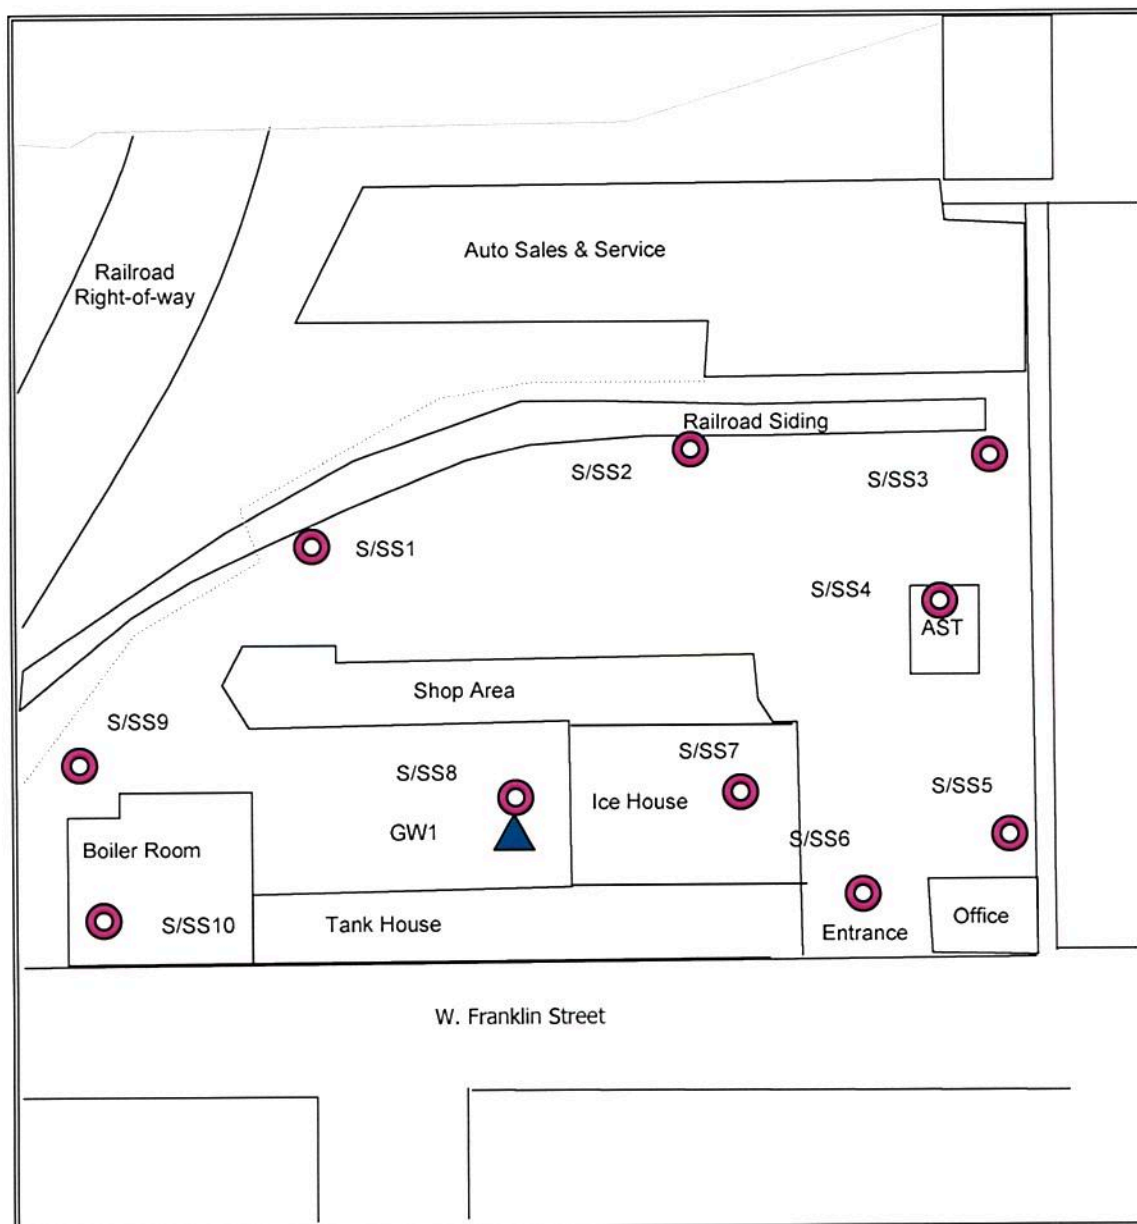 Auto Sales & Service
Railroad
Right-of-way
Railroad Siding
S/SS2
S/SS3
S/SS1
S/SS4
AST
Shop Area
S/SS9
S/SS7
S/SS8
Ice House
S/SS5
GW1
S/SS6
Boiler Room
S/SS10
Tank House
Entrance
Office
W. Franklin Street